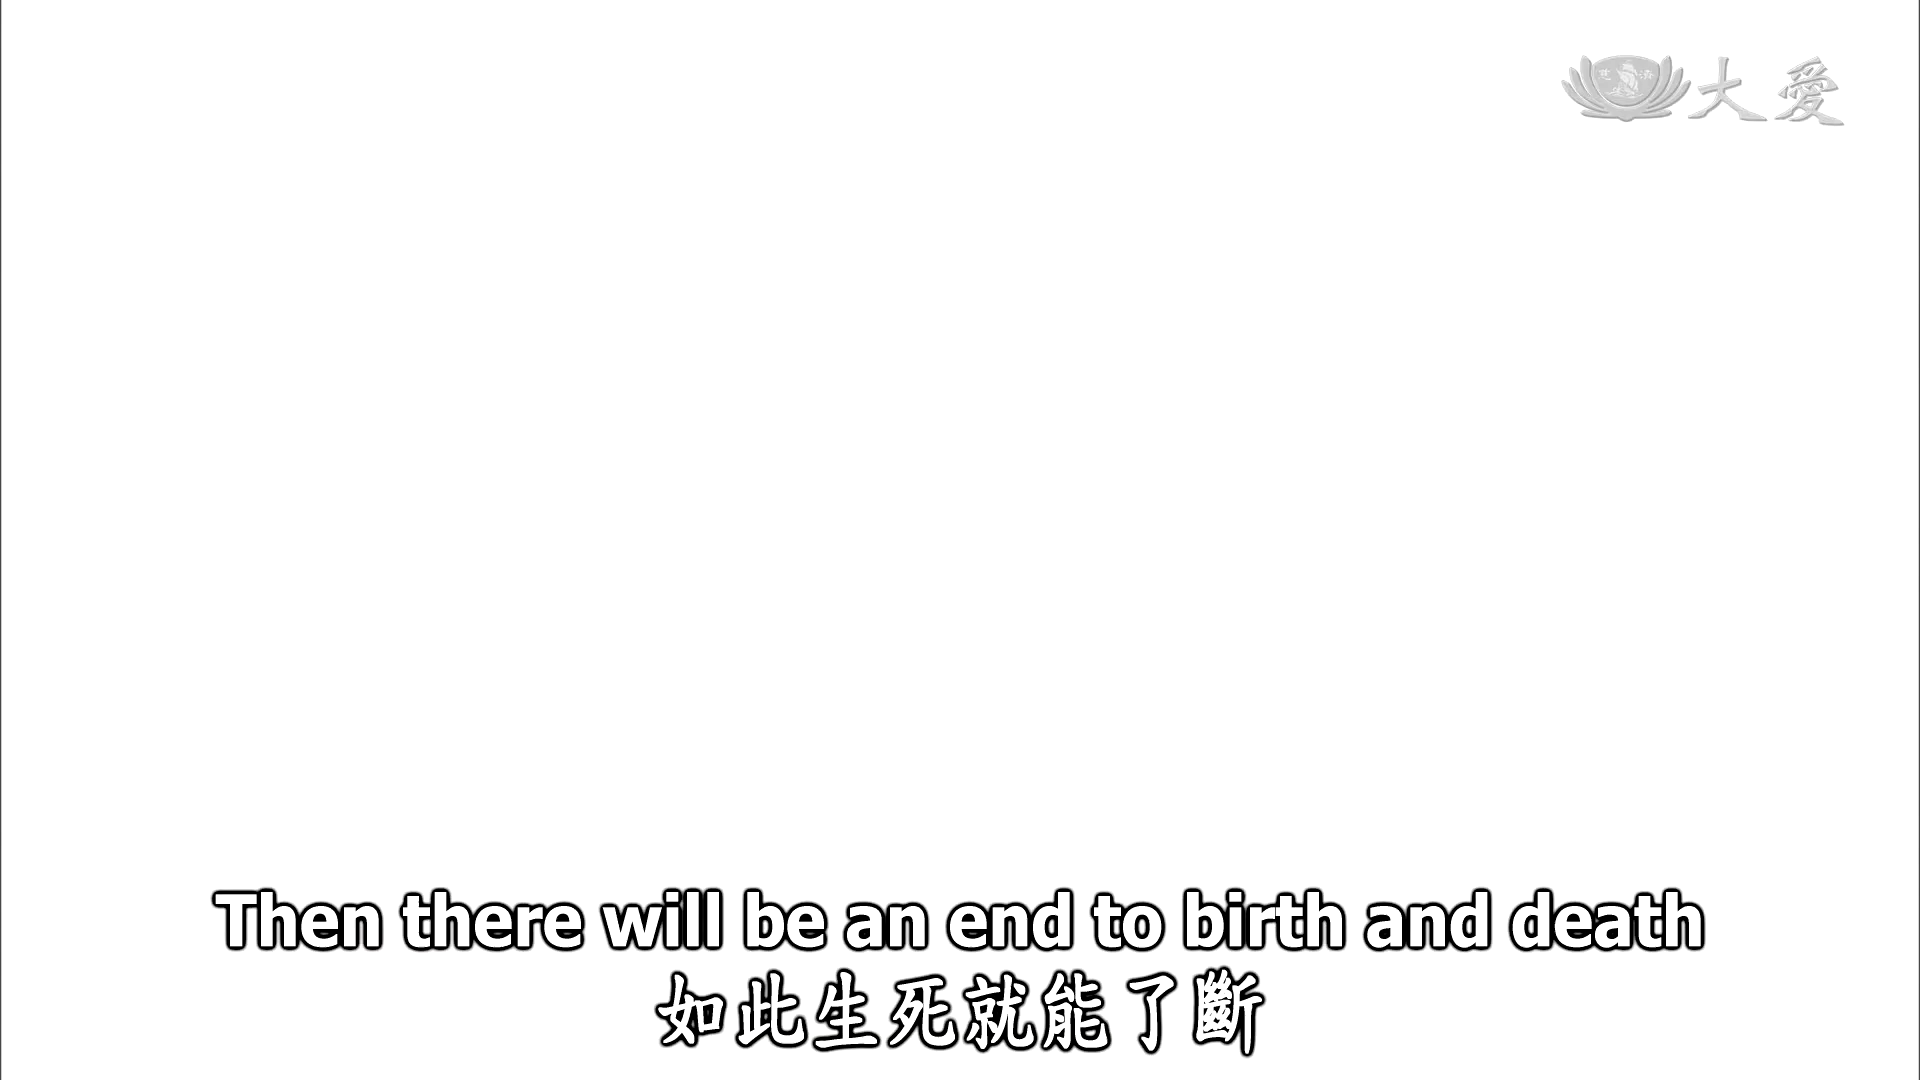 大愛
Then there will be an end to birth and death
如此生死就能了斷